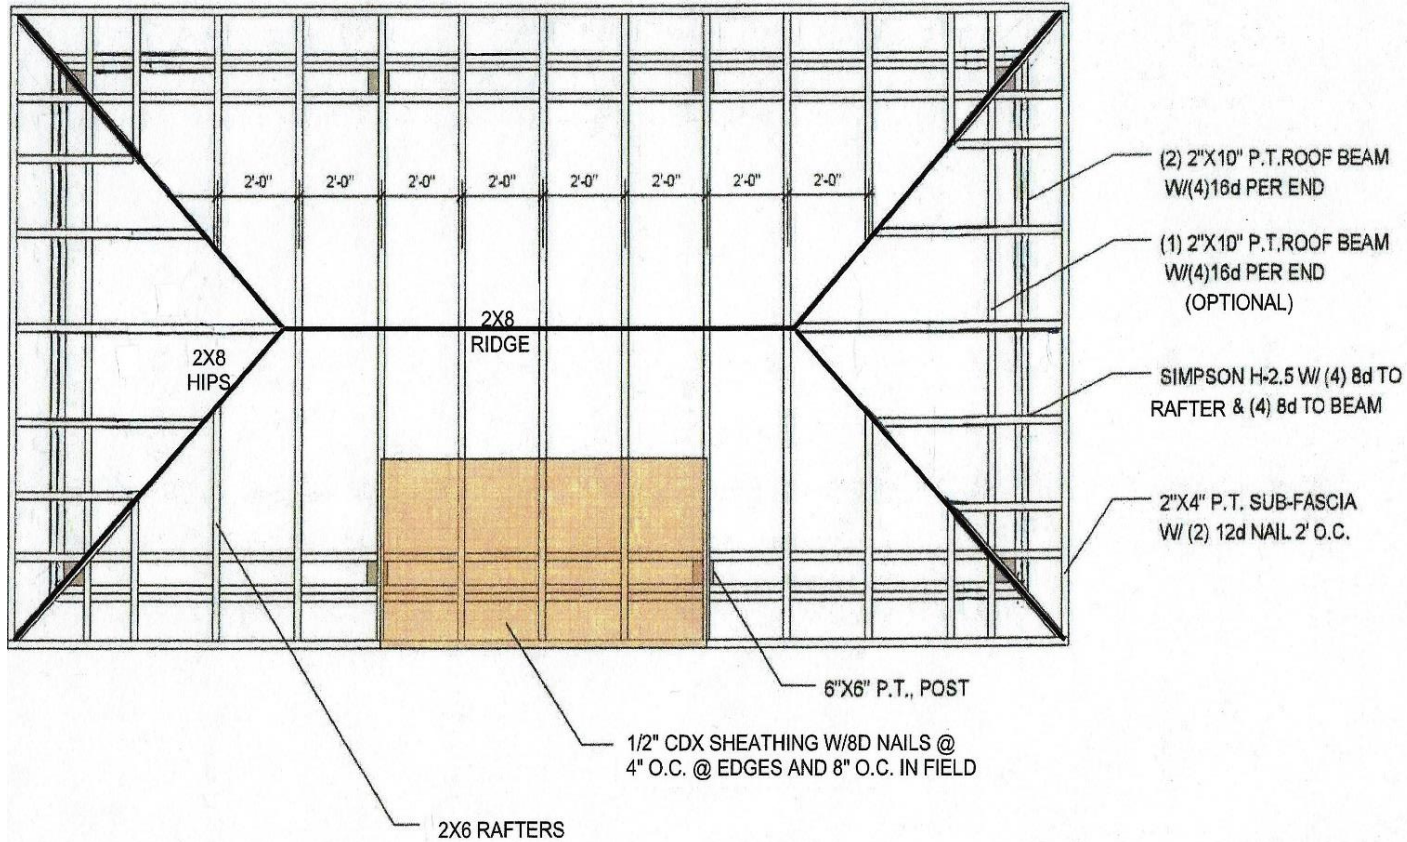 2'-0" 2'-0" 2'-0" 2'-0" 2'-0" 2'-0" 2'-0" 2'-0"
2X8
RIDGE
2X8
HIPS
(2) 2"X10" P.T.ROOF BEAM
W/(4)16d PER END
(1) 2"X10" P.T.ROOF BEAM
W/(4)16d PER END
(OPTIONAL)
SIMPSON H-2.5 W/ (4) 8d TO
RAFTER & (4) 8d TO BEAM
2"X4" P.T. SUB-FASCIA
W/ (2) 12d NAIL 2' O.C.
6"X6" P.T., POST
1/2" CDX SHEATHING W/8D NAILS @
4" O.C. @ EDGES AND 8" O.C. IN FIELD
2X6 RAFTERS